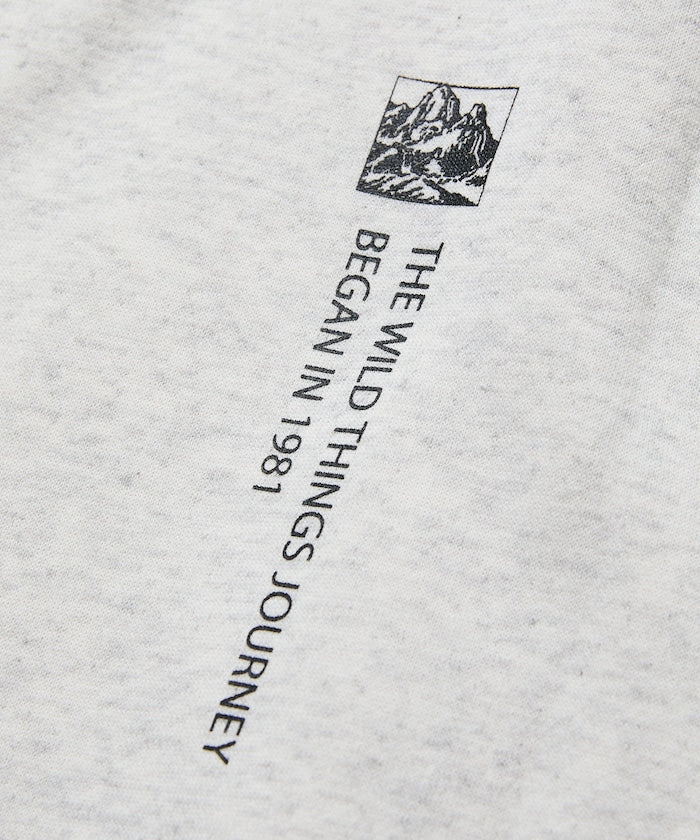 THE WILD THINGS JOURNEY
BEGAN IN 1981